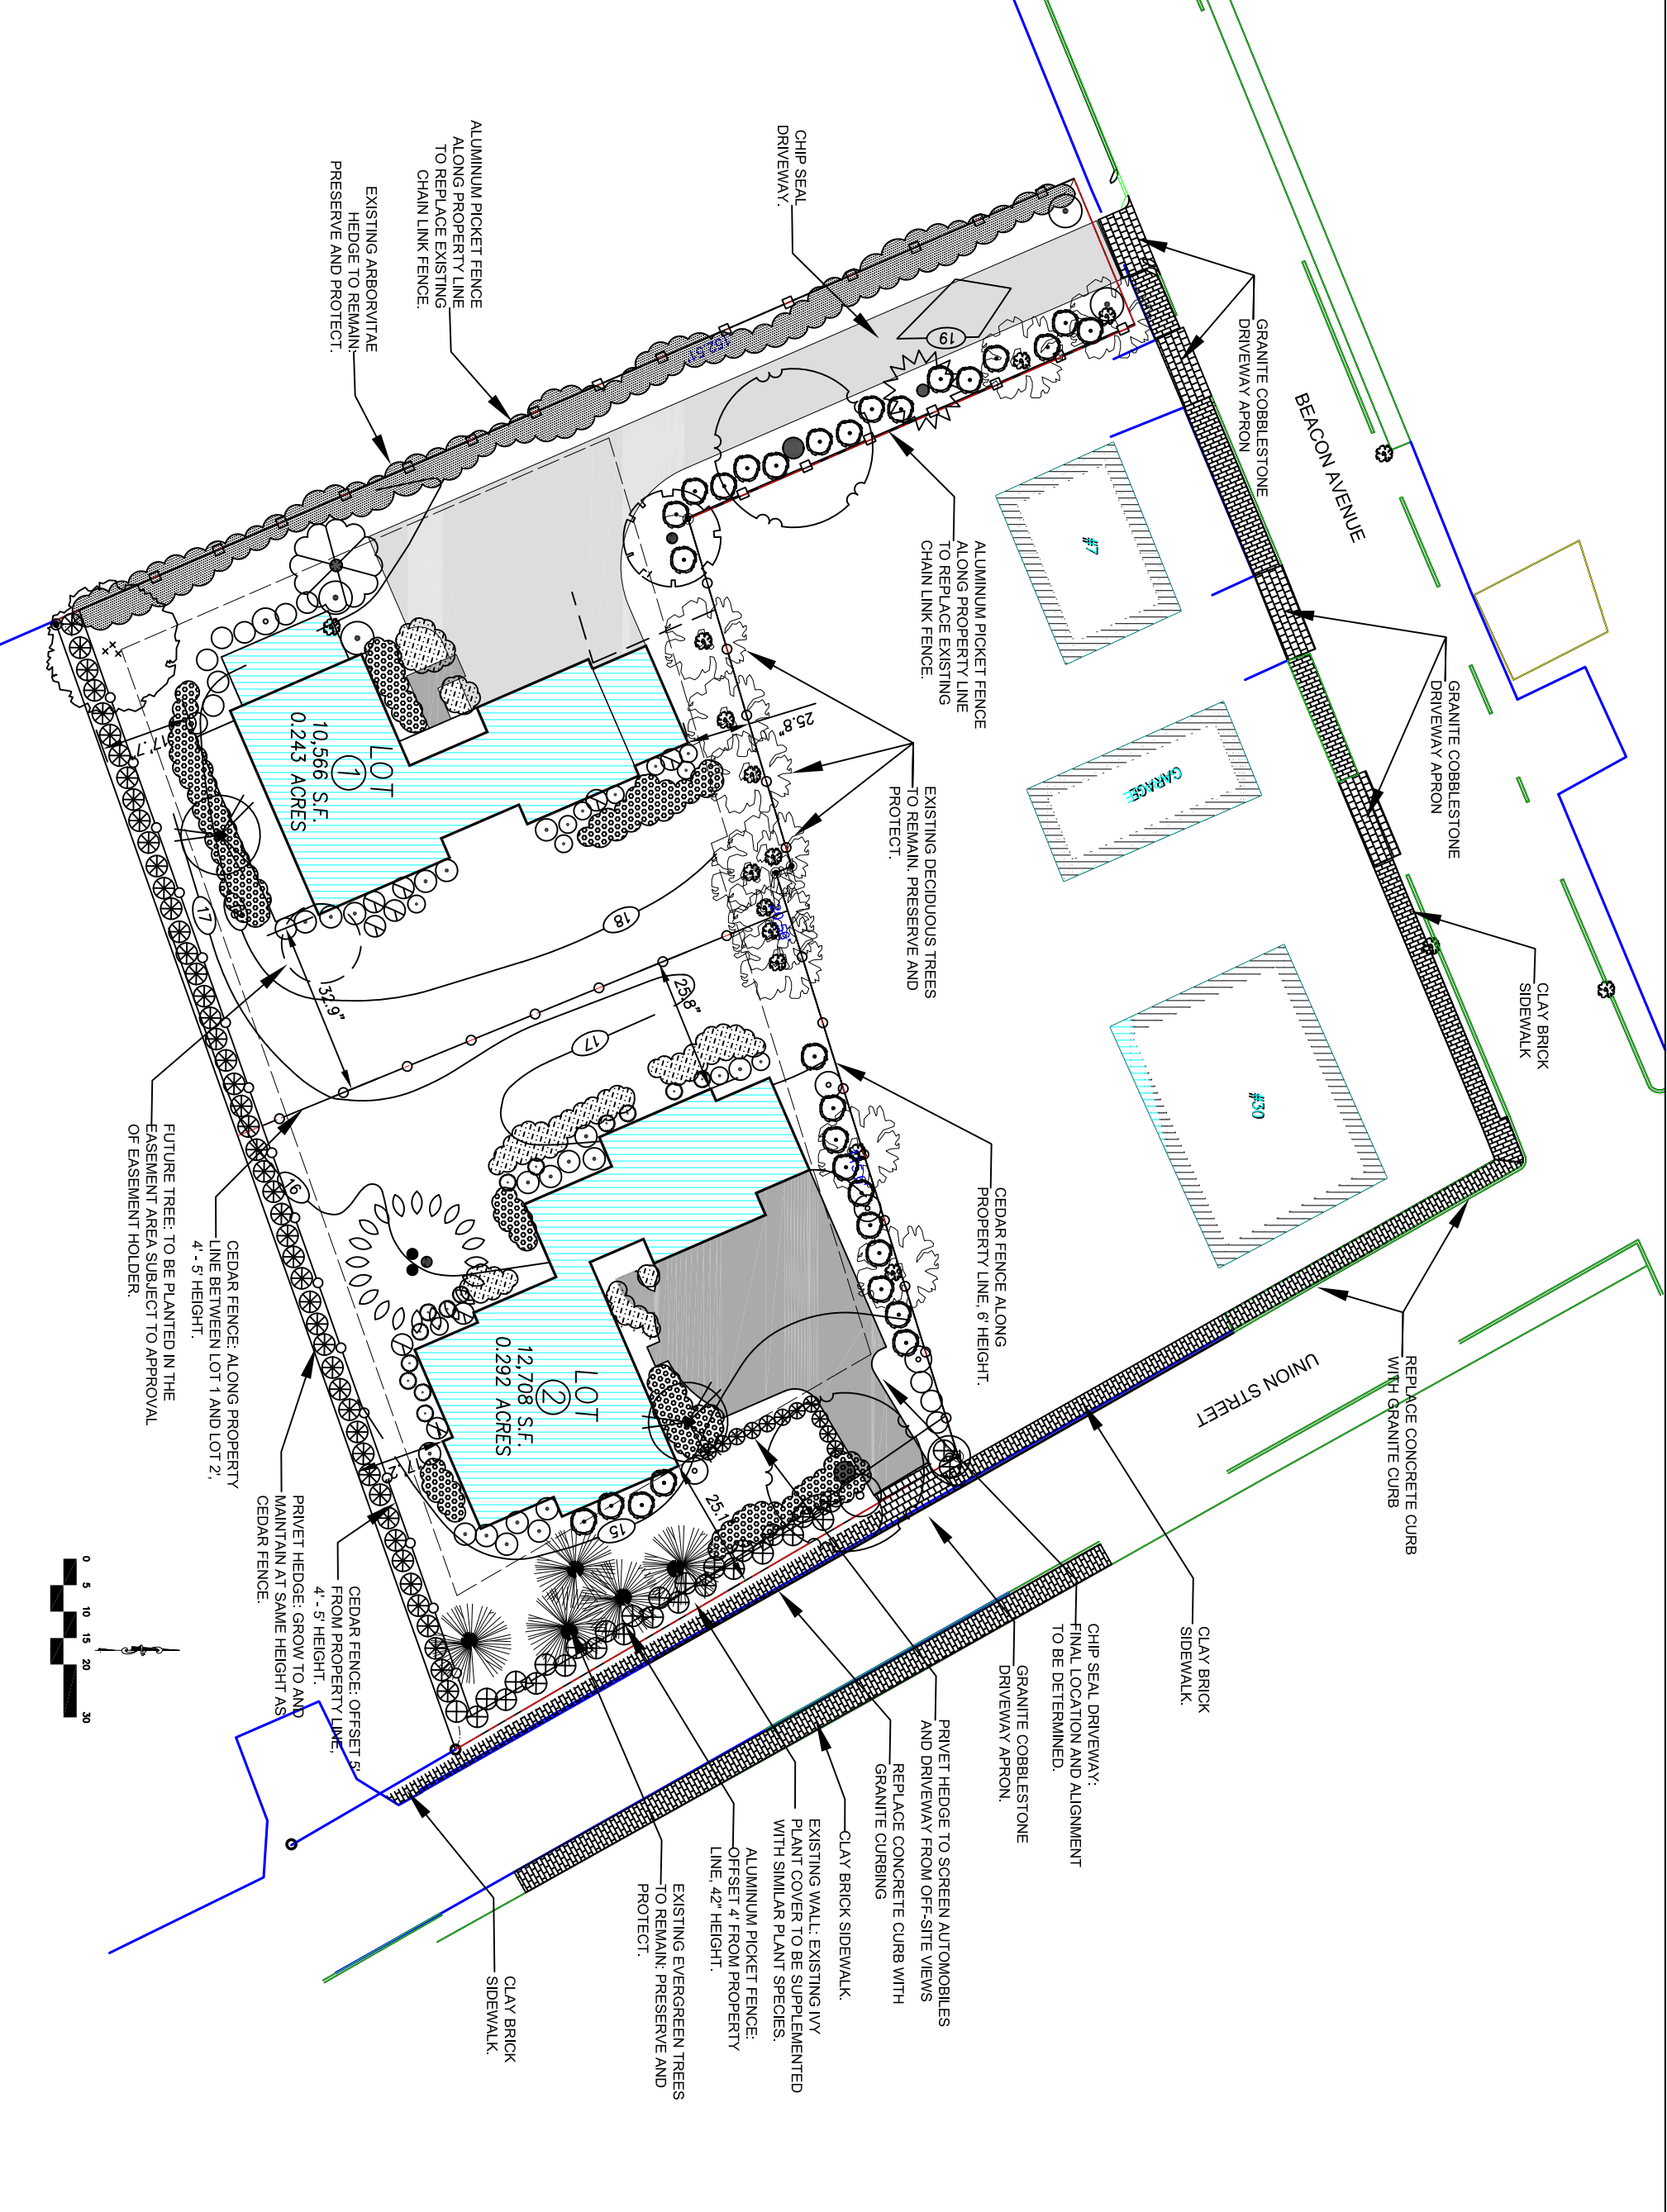 BEACON AVENUE
GRANITE COBBLESTONE
DRIVEWAY APRON
GRANITE COBBLESTONE
DRIVEWAY APRON
CLAY BRICK
SIDEWALK
REPLACE CONCRETE CURB
WITH GRANITE CURB
UNION STREET
CLAY BRICK
SIDEWALK.
CHIP SEAL
DRIVEWAY.
ALUMINUM PICKET FENCE
ALONG PROPERTY LINE
TO REPLACE EXISTING
CHAIN LINK FENCE.
EXISTING ARBORVITAE
HEDGE TO REMAIN.
PRESERVE AND PROTECT.
ALUMINUM PICKET FENCE
ALONG PROPERTY LINE
TO REPLACE EXISTING
CHAIN LINK FENCE.
EXISTING DECIDUOUS TREES
TO REMAIN. PRESERVE AND
PROTECT.
CEDAR FENCE ALONG
PROPERTY LINE, 6' HEIGHT.
#7
GARAGE
#30
152.51'
19
25.8"
LOT
1
10,566 S.F.
0.243 ACRES
17.7"
17
18
32.9"
25.8"
17
16
LOT
2
12,708 S.F.
0.292 ACRES
15
CHIP SEAL DRIVEWAY:
FINAL LOCATION AND ALIGNMENT
TO BE DETERMINED.
GRANITE COBBLESTONE
DRIVEWAY APRON.
PRIVET HEDGE TO SCREEN AUTOMOBILES
AND DRIVEWAY FROM OFF-SITE VIEWS
REPLACE CONCRETE CURB WITH
GRANITE CURBING
CLAY BRICK SIDEWALK.
EXISTING WALL: EXISTING IVY
PLANT COVER TO BE SUPPLEMENTED
WITH SIMILAR PLANT SPECIES.
ALUMINUM PICKET FENCE:
OFFSET 4' FROM PROPERTY
LINE, 42" HEIGHT.
EXISTING EVERGREEN TREES
TO REMAIN: PRESERVE AND
PROTECT.
CLAY BRICK
SIDEWALK.
CEDAR FENCE: ALONG PROPERTY
LINE BETWEEN LOT 1 AND LOT 2',
4' - 5' HEIGHT.
FUTURE TREE: TO BE PLANTED IN THE
EASEMENT AREA SUBJECT TO APPROVAL
OF EASEMENT HOLDER.
CEDAR FENCE: OFFSET 5'
FROM PROPERTY LINE,
4' - 5' HEIGHT.
PRIVET HEDGE: GROW TO AND
MAINTAIN AT SAME HEIGHT AS
CEDAR FENCE.
0 5 10 15 20 30